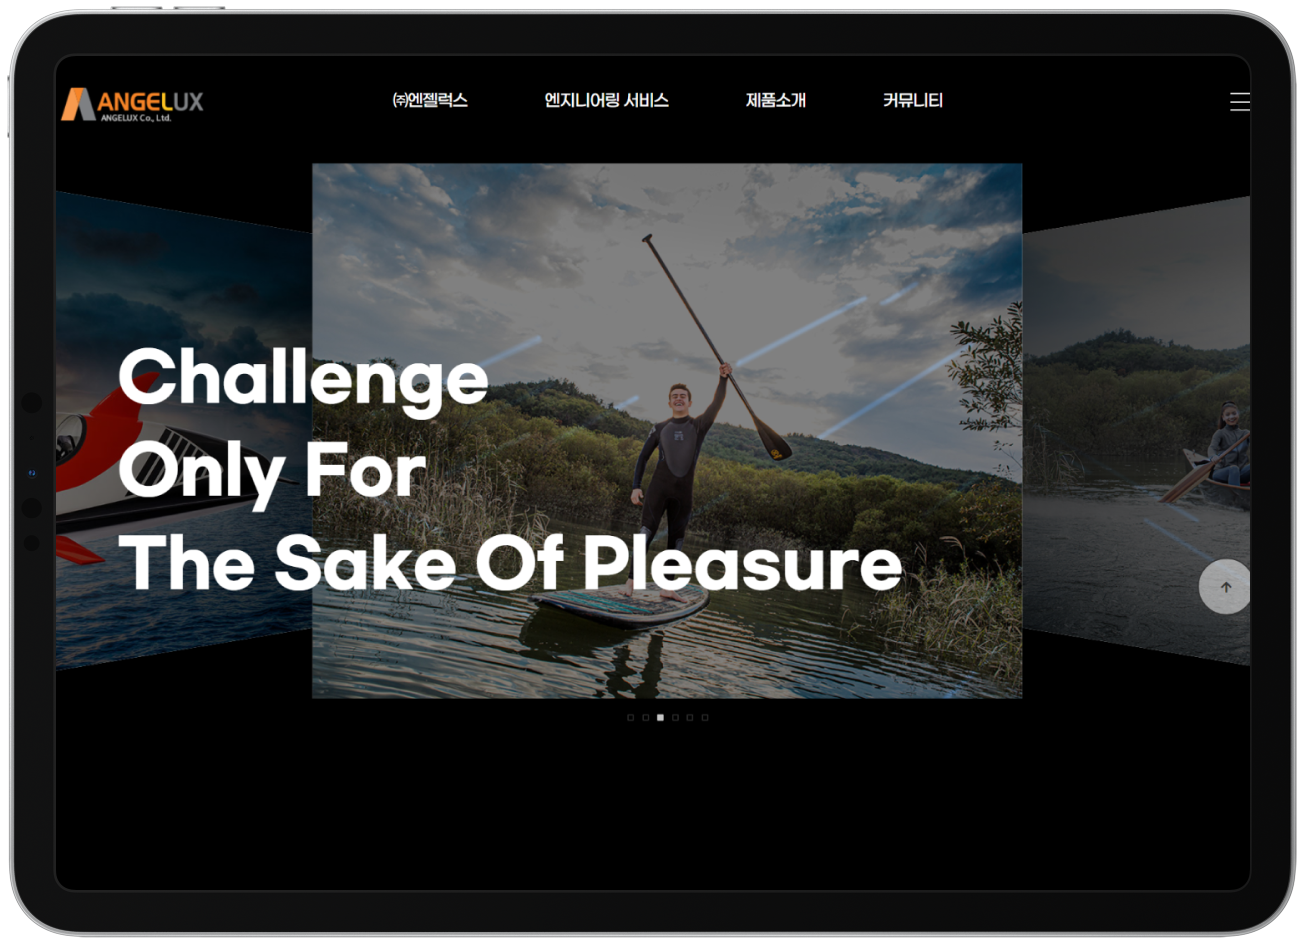 ANGELUX
ANGELUX Co., Ltd.
㈜엔젤럭스
엔지니어링 서비스
제품소개
커뮤니티
Challenge
Only For
The Sake Of Pleasure